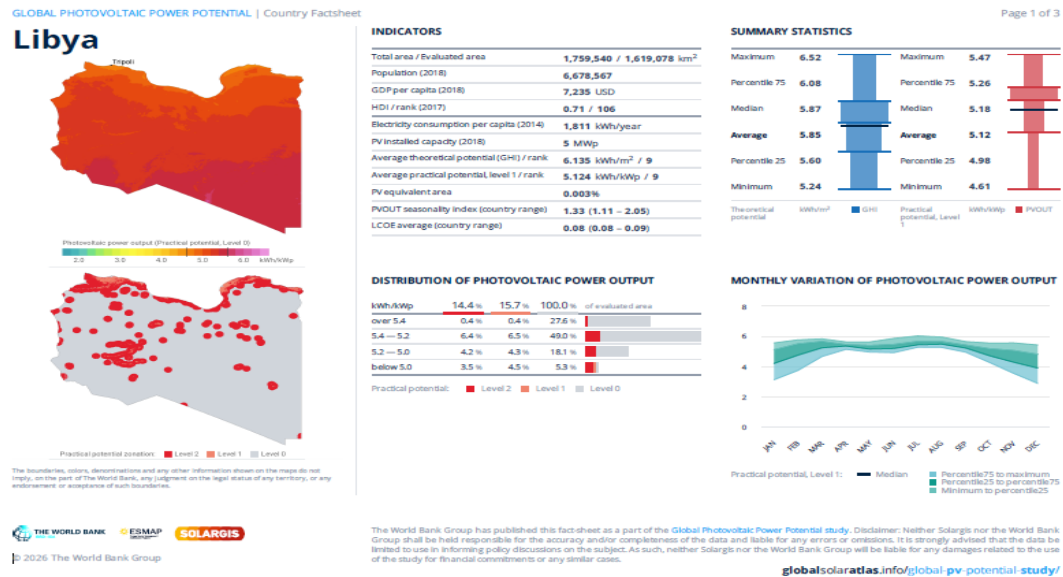 GLOBAL PHOTOVOLTAIC POWER POTENTIAL | Country Factsheet
Page 1 of 3
Libya
Tripoli
Photovoltaic power output (Practical potential, Level 0)
2.0 3.0 4.0 5.0 6.0 kWh/kWp
Practical potential zonation: Level 2 Level 1 Level 0
The boundaries, colors, denominations and any other information shown on the maps do not
imply, on the part of The World Bank, any judgment on the legal status of any territory, or any
endorsement or acceptance of such boundaries.
INDICATORS
Total area / Evaluated area 1,759,540 / 1,619,078 km²
Population (2018) 6,678,567
GDP per capita (2018) 7,235 USD
HDI / rank (2017) 0.71 / 106
Electricity consumption per capita (2014) 1,811 kWh/year
PV installed capacity (2018) 5 MWp
Average theoretical potential (GHI) / rank 6.135 kWh/m² / 9
Average practical potential, level 1 / rank 5.124 kWh/kWp / 9
PV equivalent area 0.003%
PVOUT seasonality index (country range) 1.33 (1.11 – 2.05)
LCOE average (country range) 0.08 (0.08 – 0.09)
SUMMARY STATISTICS
Maximum 6.52 Maximum 5.47
Percentile 75 6.08 Percentile 75 5.26
Median 5.87 Median 5.18
Average 5.85 Average 5.12
Percentile 25 5.60 Percentile 25 4.98
Minimum 5.24 Minimum 4.61
Theoretical potential kWh/m² GHI Practical potential, Level 1 kWh/kWp PVOUT
DISTRIBUTION OF PHOTOVOLTAIC POWER OUTPUT
kWh/kWp 14.4 % 15.7 % 100.0 % of evaluated area
over 5.4 0.4 % 0.4 % 27.6 %
5.4 — 5.2 6.4 % 6.5 % 49.0 %
5.2 — 5.0 4.2 % 4.3 % 18.1 %
below 5.0 3.5 % 4.5 % 5.3 %
Practical potential: Level 2 Level 1 Level 0
MONTHLY VARIATION OF PHOTOVOLTAIC POWER OUTPUT
8
6
4
2
0
JAN FEB MAR APR MAY JUN JUL AUG SEP OCT NOV DEC
Practical potential, Level 1: Median Percentile75 to maximum
Percentile25 to percentile75
Minimum to percentile25
THE WORLD BANK ESMAP SOLARGIS
© 2026 The World Bank Group
The World Bank Group has published this fact-sheet as a part of the Global Photovoltaic Power Potential study. Disclaimer: Neither Solargis nor the World Bank
Group shall be held responsible for the accuracy and/or completeness of the data and liable for any errors or omissions. It is strongly advised that the data be
limited to use in informing policy discussions on the subject. As such, neither Solargis nor the World Bank Group will be liable for any damages related to the use
of the study for financial commitments or any similar cases.
globalsolaratlas.info/global-pv-potential-study/